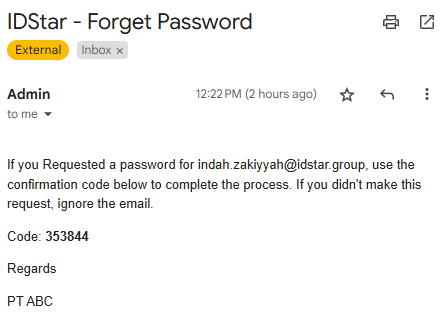 IDStar - Forget Password
External
Inbox ×
Admin
12:22 PM (2 hours ago)
to me
If you Requested a password for indah.zakiyyah@idstar.group, use the
confirmation code below to complete the process. If you didn't make this
request, ignore the email.
Code: 353844
Regards
PT ABC